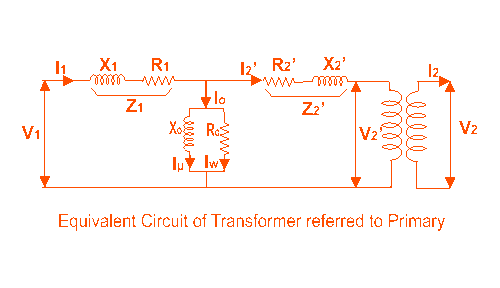 I1 X1 R1 I2' R2' X2' I2
Z1 Io Z2'
V1 Xo Ro V2' V2
Iμ Iw
Equivalent Circuit of Transformer referred to Primary